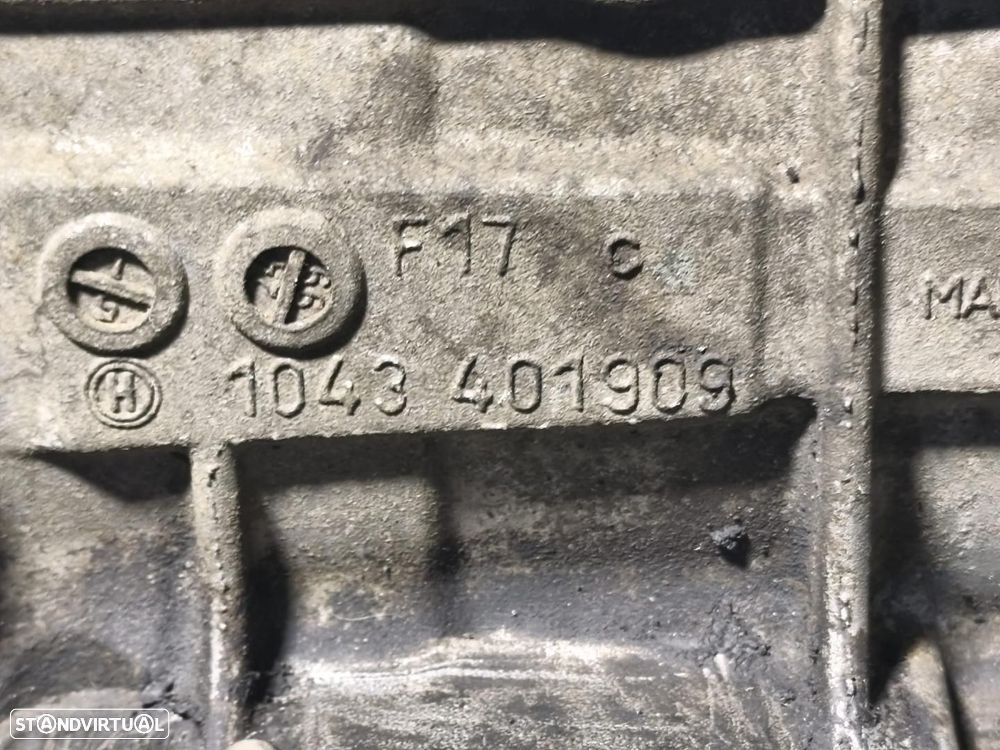 F17 c
MA
H 1043 401909
STANDVIRTUAL